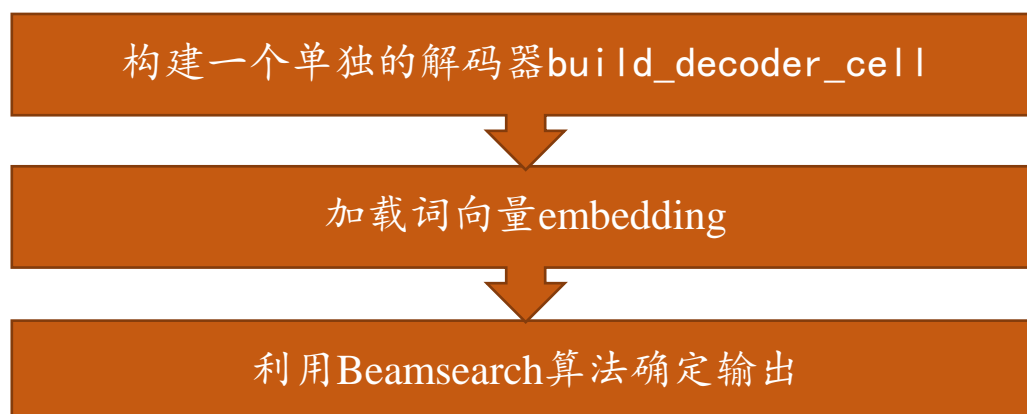 构建一个单独的解码器build_decoder_cell
加载词向量embedding
利用Beamsearch算法确定输出